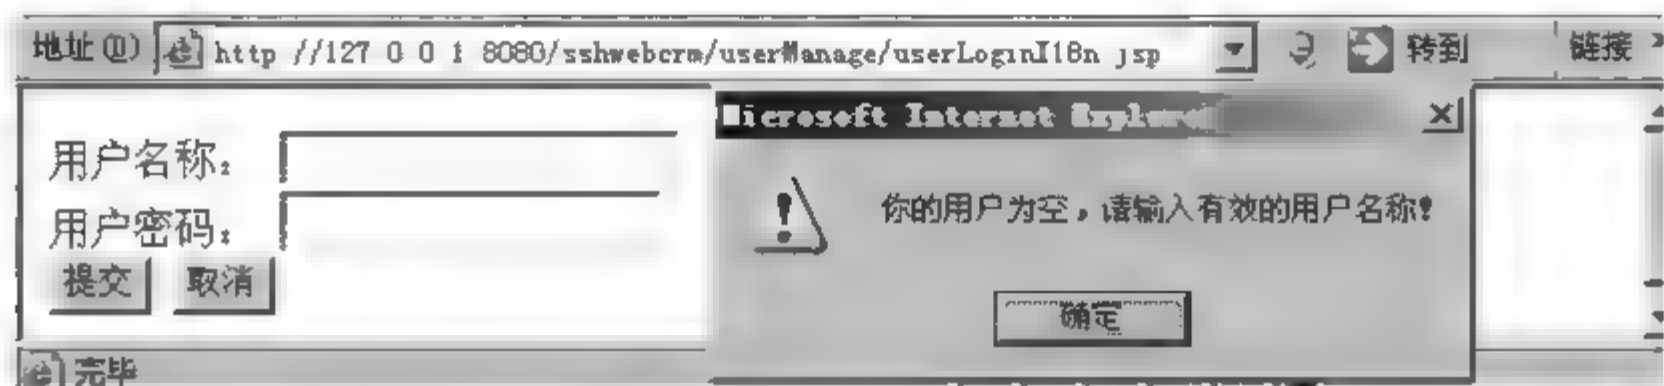 地址(D) http //127 0 0 1 8080/sshwebcrm/userManage/userLoginI18n jsp 转到 链接
Microsoft Internet Explorer
用户名称:
你的用户为空,请输入有效的用户名称!
用户密码:
提交 取消
确定
完毕